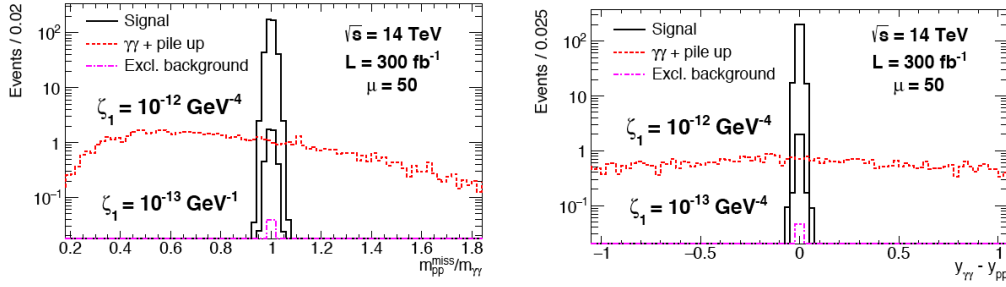 Events / 0.02
10²
10
1
10⁻¹
Signal
γγ + pile up
Excl. background
√s = 14 TeV
L = 300 fb⁻¹
μ = 50
ζ₁ = 10⁻¹² GeV⁻⁴
ζ₁ = 10⁻¹³ GeV⁻¹
0.2 0.4 0.6 0.8 1 1.2 1.4 1.6 1.8
m_pp^miss/m_γγ
Events / 0.025
10²
10
1
10⁻¹
Signal
γγ + pile up
Excl. background
√s = 14 TeV
L = 300 fb⁻¹
μ = 50
ζ₁ = 10⁻¹² GeV⁻⁴
ζ₁ = 10⁻¹³ GeV⁻⁴
-1 -0.5 0 0.5 1
y_γγ - y_pp